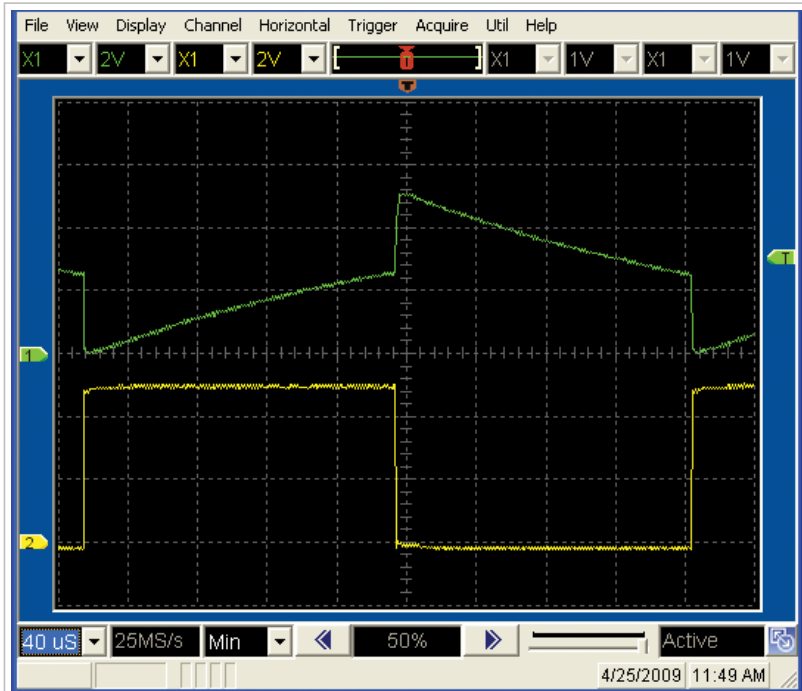 File View Display Channel Horizontal Trigger Acquire Util Help
X1 2V X1 2V [ T ] X1 1V X1 1V
T
T
1
2
40 uS 25MS/s Min 50% Active
4/25/2009 11:49 AM